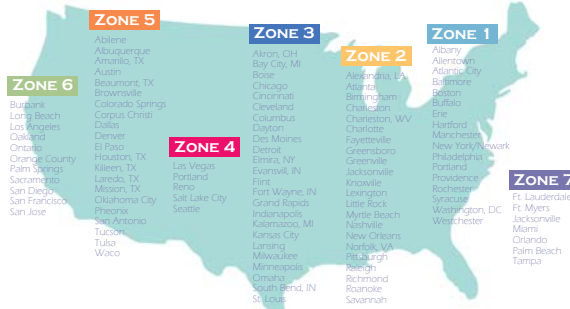 ZONE 5
Abilene
Albuquerque
Amarillo, TX
Austin
Beaumont, TX
Brownsville
Colorado Springs
Corpus Christi
Dallas
Denver
El Paso
Houston, TX
Killeen, TX
Laredo, TX
Mission, TX
Oklahoma City
Pheonix
San Antonio
Tucson
Tulsa
Waco
ZONE 6
Burbank
Long Beach
Los Angeles
Oakland
Ontario
Orange County
Palm Springs
Sacramento
San Diego
San Francisco
San Jose
ZONE 4
Las Vegas
Portland
Reno
Salt Lake City
Seattle
ZONE 3
Akron, OH
Bay City, MI
Boise
Chicago
Cincinnati
Cleveland
Columbus
Dayton
Des Moines
Detroit
Elmira, NY
Evansvill, IN
Flint
Fort Wayne, IN
Grand Rapids
Indianapolis
Kalamazoo, MI
Kansas City
Lansing
Milwaukee
Minneapolis
Omaha
South Bend, IN
St. Louis
ZONE 2
Alexandria, LA
Atlanta
Birmingham
Charleston
Charleston, WV
Charlotte
Fayetteville
Greensboro
Greenville
Jacksonville
Knoxville
Lexington
Little Rock
Myrtle Beach
Nashville
New Orleans
Norfolk, VA
Pittsburgh
Raleigh
Richmond
Roanoke
Savannah
ZONE 1
Albany
Allentown
Atlantic City
Baltimore
Boston
Buffalo
Erie
Hartford
Manchester
New York/Newark
Philadelphia
Portland
Providence
Rochester
Syracuse
Washington, DC
Westchester
ZONE 7
Ft. Lauderdale
Ft. Myers
Jacksonville
Miami
Orlando
Palm Beach
Tampa